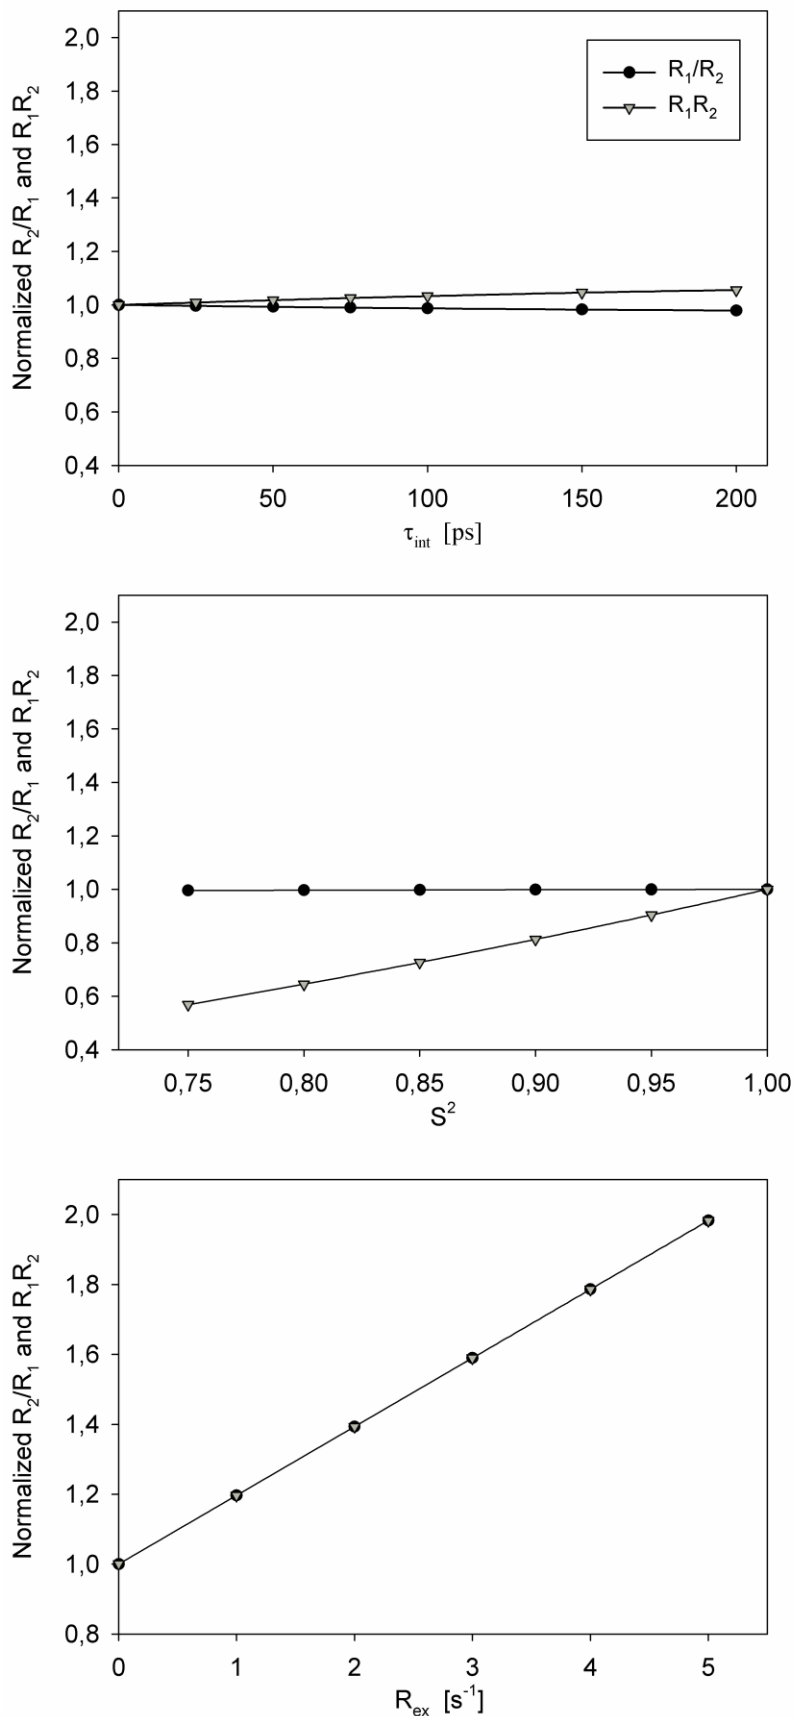 Normalized R₂/R₁ and R₁R₂
2,0
1,8
1,6
1,4
1,2
1,0
0,8
0,6
0,4
R₁/R₂
R₁R₂
0 50 100 150 200
τint [ps]
Normalized R₂/R₁ and R₁R₂
2,0
1,8
1,6
1,4
1,2
1,0
0,8
0,6
0,4
0,75 0,80 0,85 0,90 0,95 1,00
S²
Normalized R₂/R₁ and R₁R₂
2,0
1,8
1,6
1,4
1,2
1,0
0,8
0 1 2 3 4 5
Rex [s⁻¹]